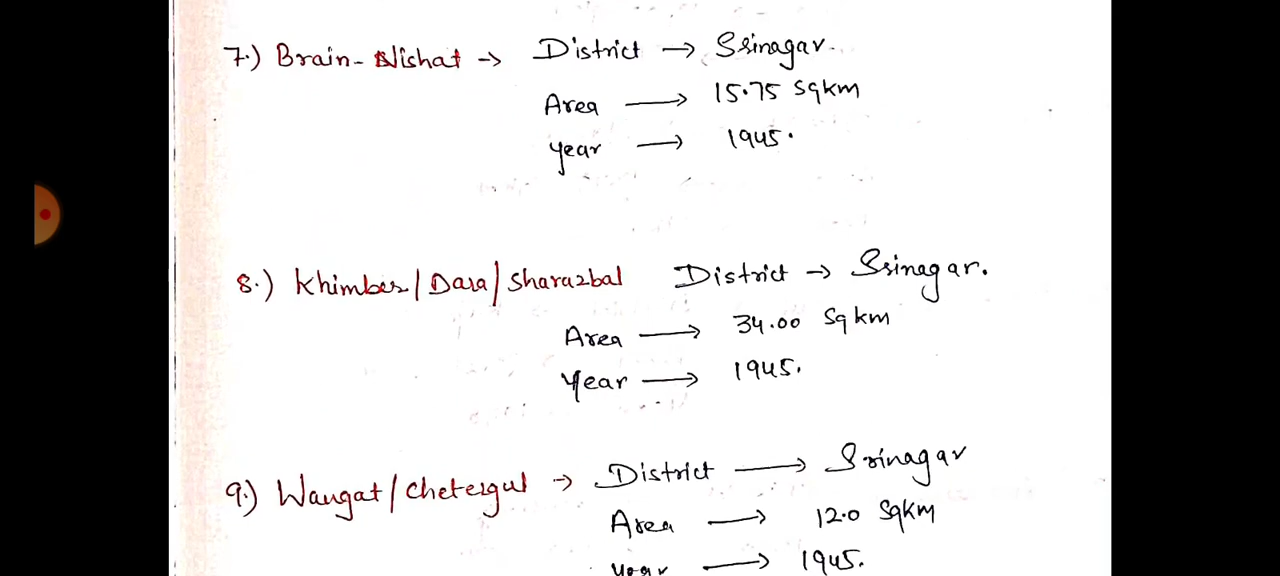 7.) Brain-Nishat → District → Srinagar.
Area → 15.75 Sqkm
year → 1945.
8.) Khimber/Dara/Sharazbal District → Srinagar.
Area → 34.00 Sqkm
Year → 1945.
9.) Wangat/Chetergul → District → Srinagar
Area → 12.0 Sqkm
year → 1945.